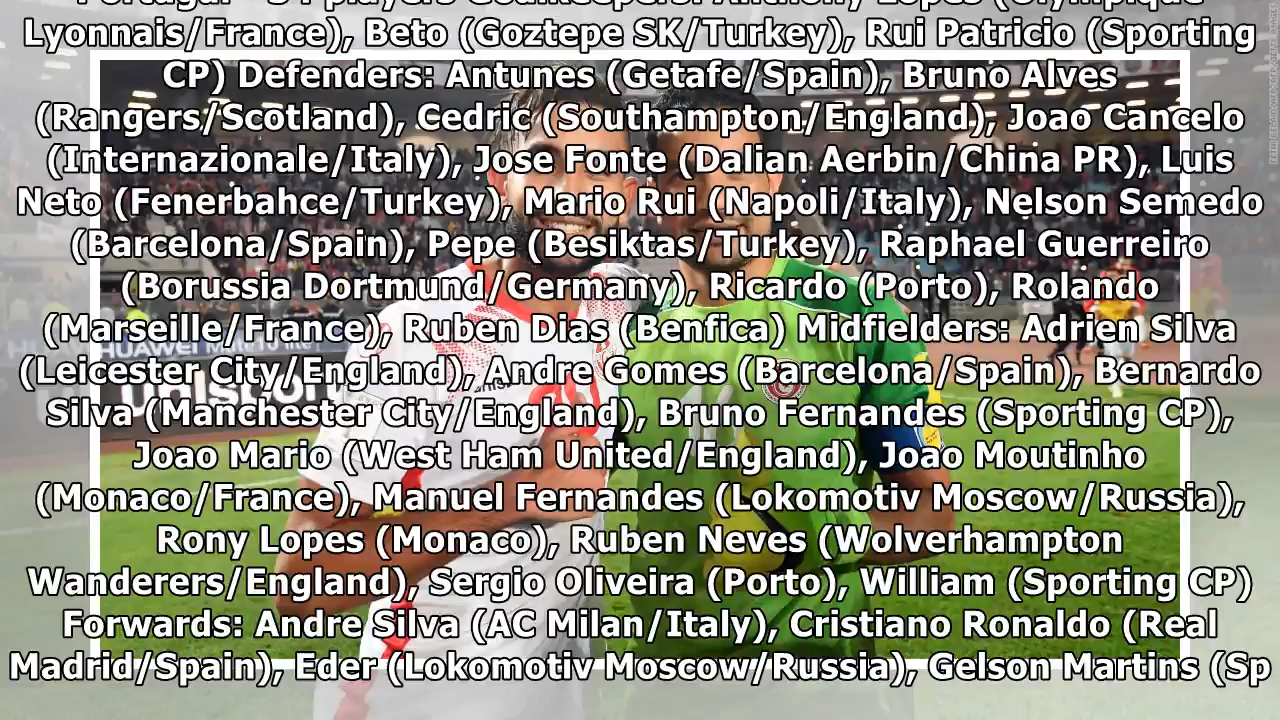 Lyonnais/France), Beto (Goztepe SK/Turkey), Rui Patricio (Sporting
CP) Defenders: Antunes (Getafe/Spain), Bruno Alves
(Rangers/Scotland), Cedric (Southampton/England), Joao Cancelo
(Internazionale/Italy), Jose Fonte (Dalian Aerbin/China PR), Luis
Neto (Fenerbahce/Turkey), Mario Rui (Napoli/Italy), Nelson Semedo
(Barcelona/Spain), Pepe (Besiktas/Turkey), Raphael Guerreiro
(Borussia Dortmund/Germany), Ricardo (Porto), Rolando
(Marseille/France), Ruben Dias (Benfica) Midfielders: Adrien Silva
(Leicester City/England), Andre Gomes (Barcelona/Spain), Bernardo
Silva (Manchester City/England), Bruno Fernandes (Sporting CP),
Joao Mario (West Ham United/England), Joao Moutinho
(Monaco/France), Manuel Fernandes (Lokomotiv Moscow/Russia),
Rony Lopes (Monaco), Ruben Neves (Wolverhampton
Wanderers/England), Sergio Oliveira (Porto), William (Sporting CP)
Forwards: Andre Silva (AC Milan/Italy), Cristiano Ronaldo (Real
Madrid/Spain), Eder (Lokomotiv Moscow/Russia), Gelson Martins (Sp
HUAWEI